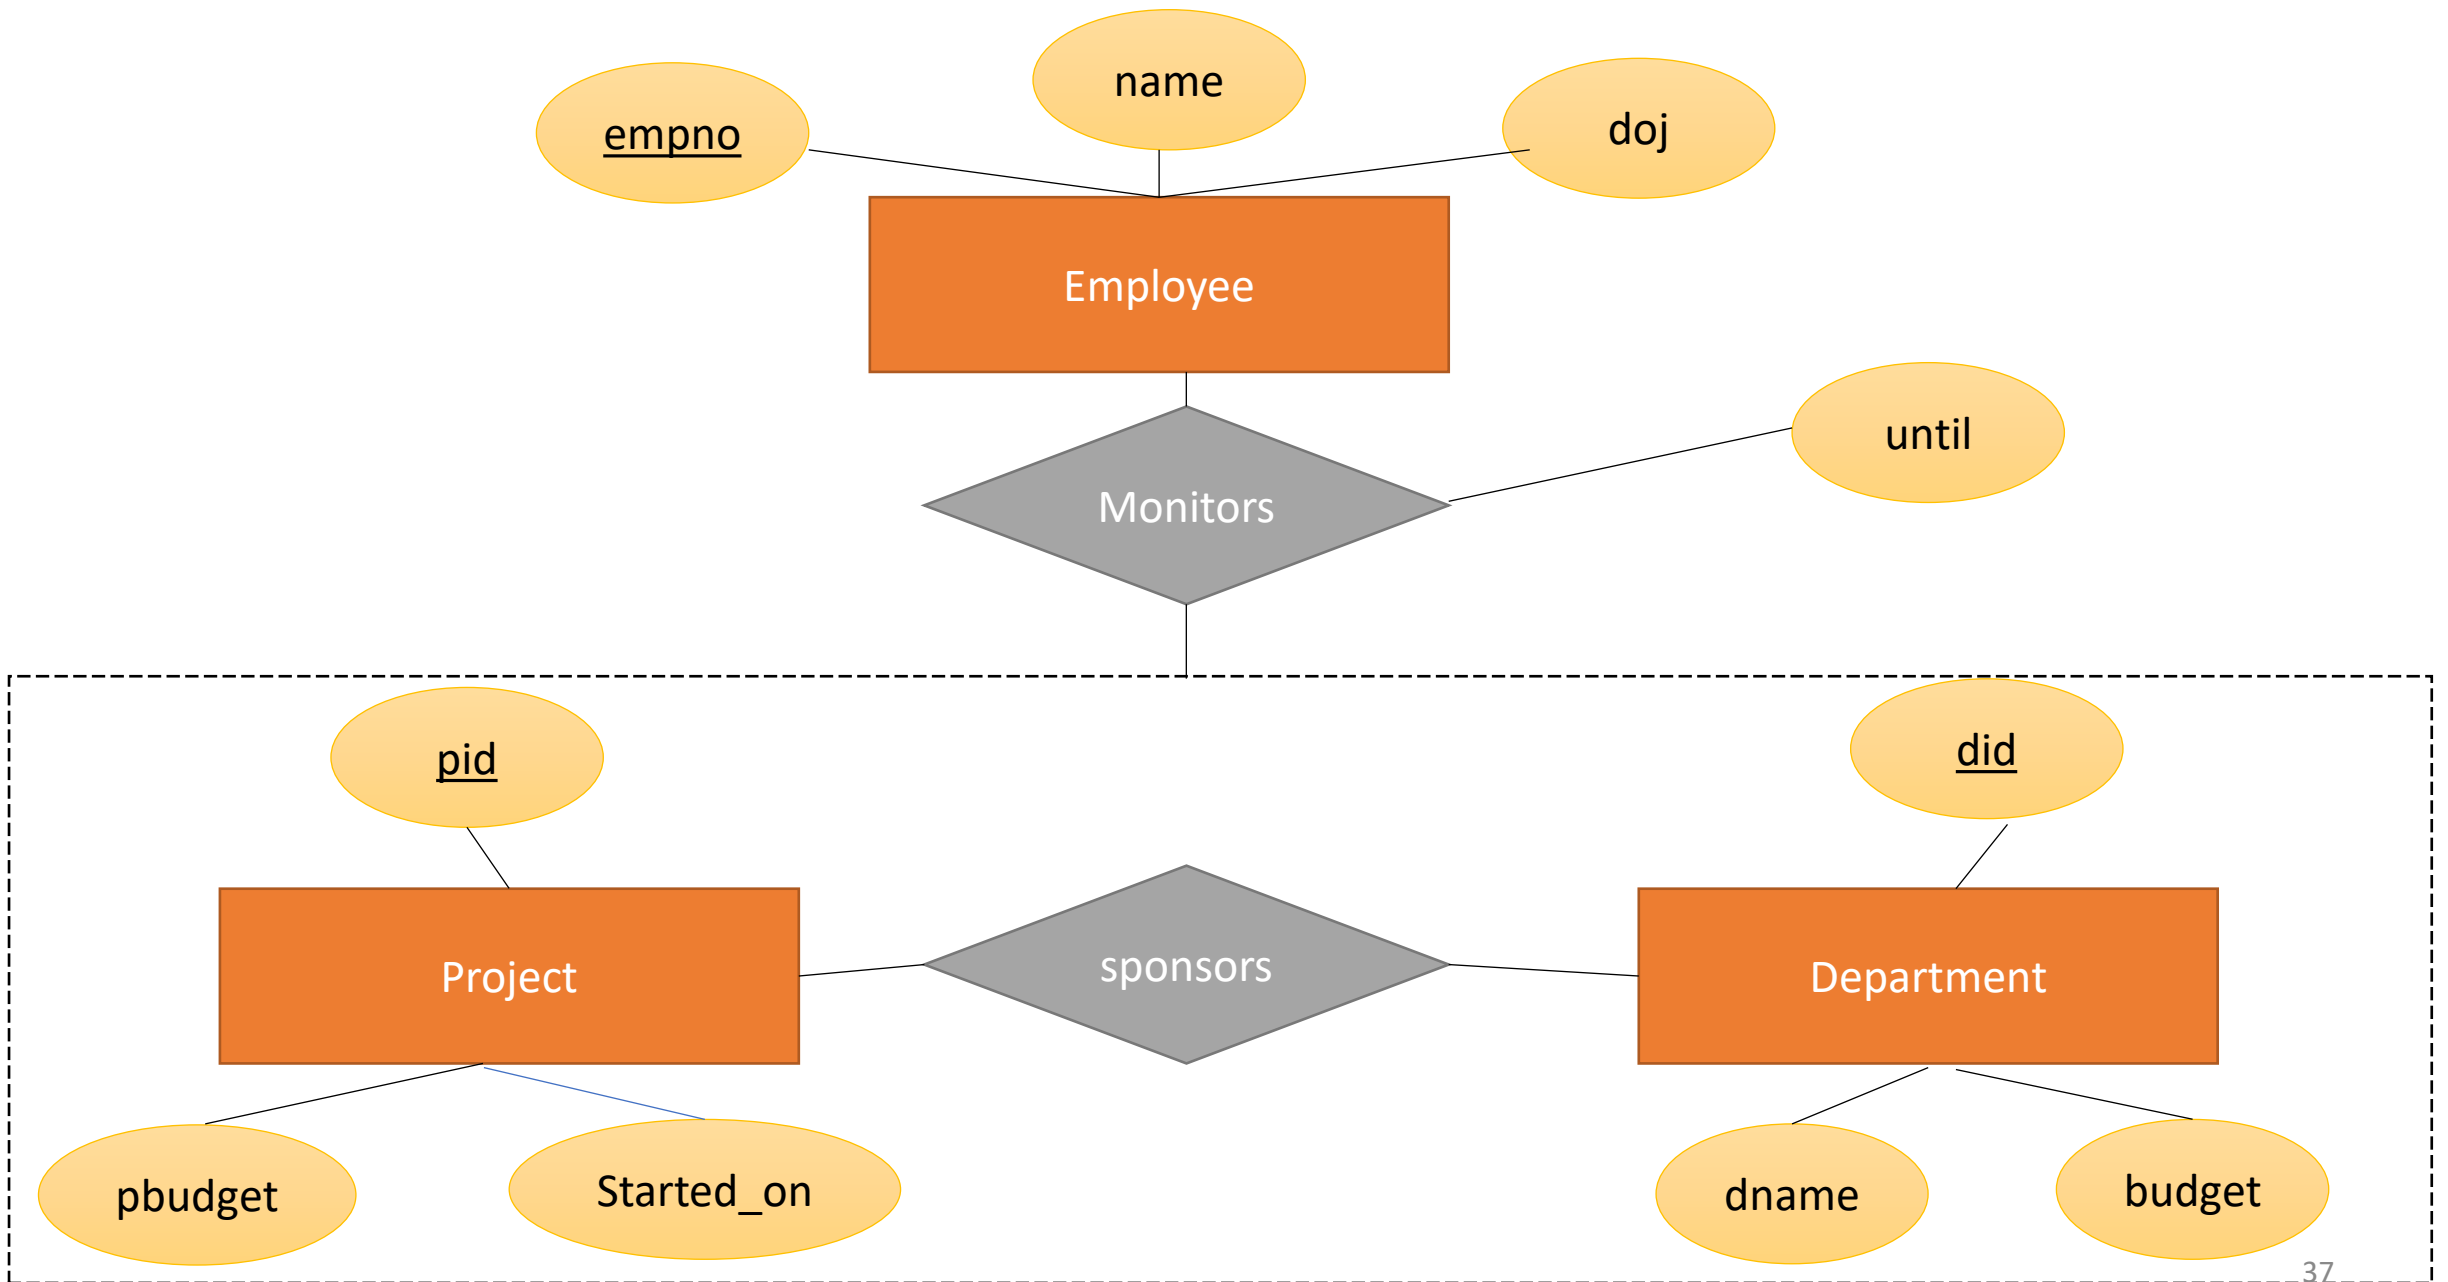 name
empno
doj
Employee
until
Monitors
pid
did
Project
sponsors
Department
pbudget
Started_on
dname
budget
37